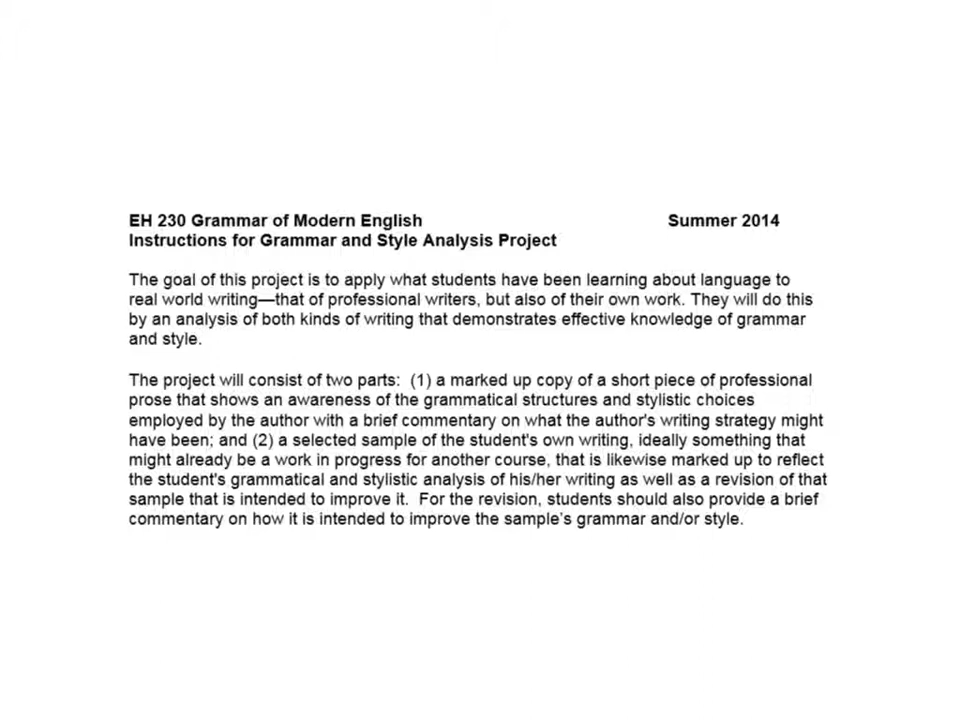 EH 230 Grammar of Modern English Summer 2014
Instructions for Grammar and Style Analysis Project
The goal of this project is to apply what students have been learning about language to
real world writing—that of professional writers, but also of their own work. They will do this
by an analysis of both kinds of writing that demonstrates effective knowledge of grammar
and style.
The project will consist of two parts: (1) a marked up copy of a short piece of professional
prose that shows an awareness of the grammatical structures and stylistic choices
employed by the author with a brief commentary on what the author's writing strategy might
have been; and (2) a selected sample of the student's own writing, ideally something that
might already be a work in progress for another course, that is likewise marked up to reflect
the student's grammatical and stylistic analysis of his/her writing as well as a revision of that
sample that is intended to improve it. For the revision, students should also provide a brief
commentary on how it is intended to improve the sample's grammar and/or style.